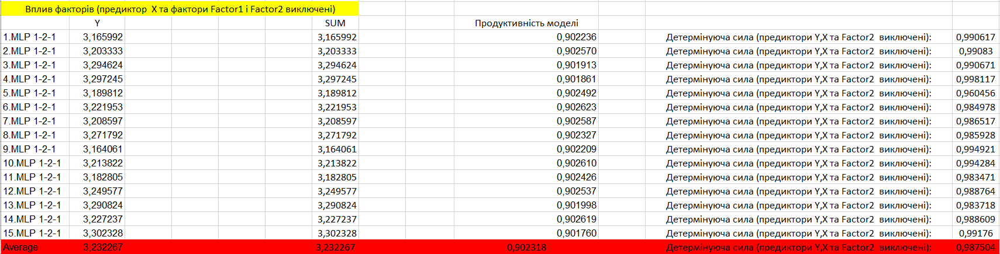 Вплив факторів (предиктор  X та фактори Factor1 і Factor2 виключені)
Y SUM Продуктивність моделі
1.MLP 1-2-1 3,165992 3,165992 0,902236 Детермінуюча сила (предиктори Y,X та Factor2  виключені): 0,990617
2.MLP 1-2-1 3,203333 3,203333 0,902570 Детермінуюча сила (предиктори Y,X та Factor2  виключені): 0,99083
3.MLP 1-2-1 3,294624 3,294624 0,901913 Детермінуюча сила (предиктори Y,X та Factor2  виключені): 0,990671
4.MLP 1-2-1 3,297245 3,297245 0,901861 Детермінуюча сила (предиктори Y,X та Factor2  виключені): 0,998117
5.MLP 1-2-1 3,189812 3,189812 0,902492 Детермінуюча сила (предиктори Y,X та Factor2  виключені): 0,960456
6.MLP 1-2-1 3,221953 3,221953 0,902623 Детермінуюча сила (предиктори Y,X та Factor2  виключені): 0,984978
7.MLP 1-2-1 3,208597 3,208597 0,902587 Детермінуюча сила (предиктори Y,X та Factor2  виключені): 0,986517
8.MLP 1-2-1 3,271792 3,271792 0,902327 Детермінуюча сила (предиктори Y,X та Factor2  виключені): 0,985928
9.MLP 1-2-1 3,164061 3,164061 0,902209 Детермінуюча сила (предиктори Y,X та Factor2  виключені): 0,994921
10.MLP 1-2-1 3,213822 3,213822 0,902610 Детермінуюча сила (предиктори Y,X та Factor2  виключені): 0,994284
11.MLP 1-2-1 3,182805 3,182805 0,902426 Детермінуюча сила (предиктори Y,X та Factor2  виключені): 0,983471
12.MLP 1-2-1 3,249577 3,249577 0,902537 Детермінуюча сила (предиктори Y,X та Factor2  виключені): 0,988764
13.MLP 1-2-1 3,290824 3,290824 0,901998 Детермінуюча сила (предиктори Y,X та Factor2  виключені): 0,983718
14.MLP 1-2-1 3,227237 3,227237 0,902619 Детермінуюча сила (предиктори Y,X та Factor2  виключені): 0,988609
15.MLP 1-2-1 3,302328 3,302328 0,901760 Детермінуюча сила (предиктори Y,X та Factor2  виключені): 0,99176
Average 3,232267 3,232267 0,902318 Детермінуюча сила (предиктори Y,X та Factor2  виключені): 0,987504